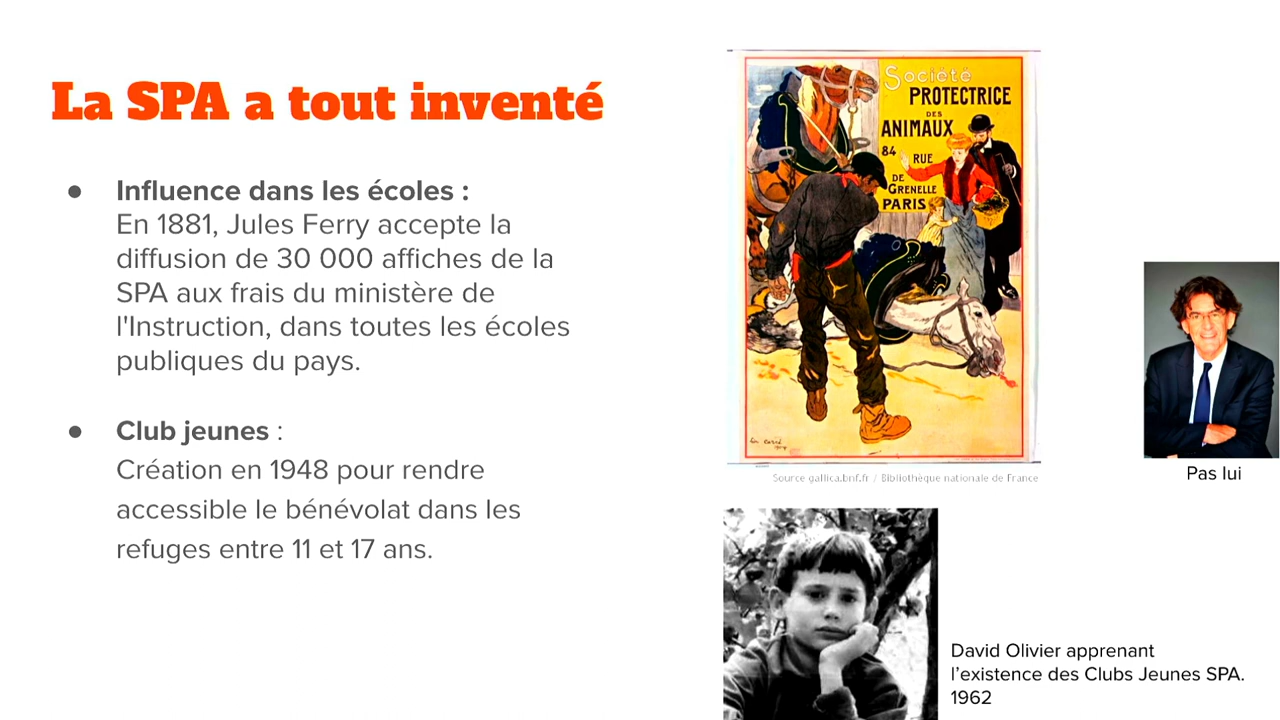 La SPA a tout inventé
● Influence dans les écoles :
En 1881, Jules Ferry accepte la
diffusion de 30 000 affiches de la
SPA aux frais du ministère de
l'Instruction, dans toutes les écoles
publiques du pays.
● Club jeunes :
Création en 1948 pour rendre
accessible le bénévolat dans les
refuges entre 11 et 17 ans.
Société
PROTECTRICE
DES
ANIMAUX
84 RUE
DE
GRENELLE
PARIS
Source gallica.bnf.fr / Bibliothèque nationale de France
Pas lui
David Olivier apprenant
l’existence des Clubs Jeunes SPA.
1962